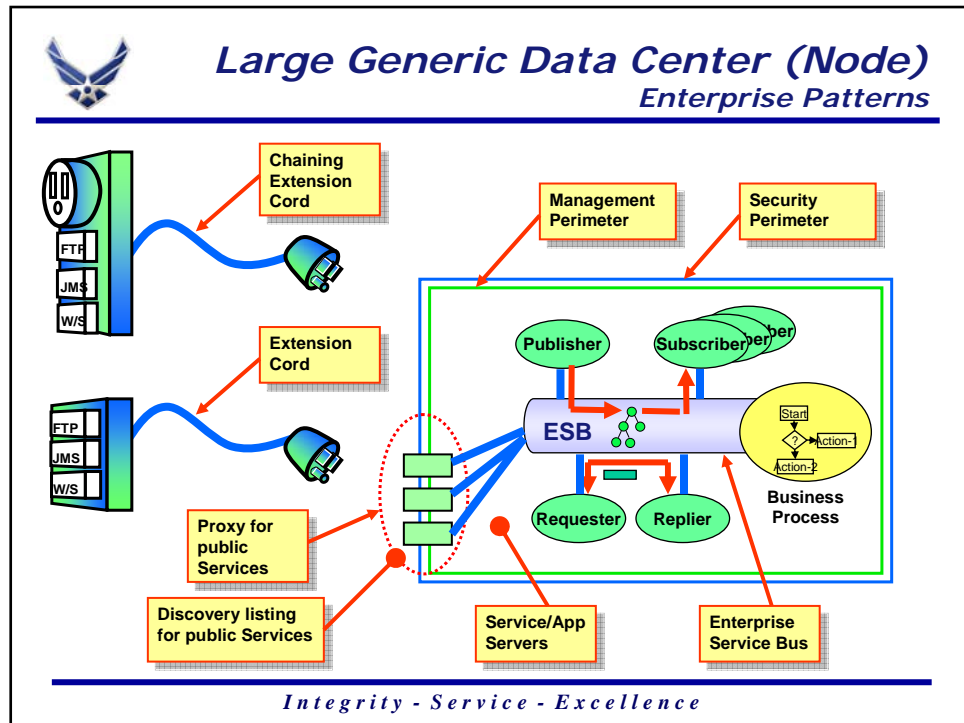 Large Generic Data Center (Node)
Enterprise Patterns
Chaining
Extension
Cord
Management
Perimeter
Security
Perimeter
FTP
JMS
W/S
Extension
Cord
FTP
JMS
W/S
Publisher
Subscriber
ber
ber
ESB
Start
?
Action-1
Action-2
Business
Process
Requester
Replier
Proxy for
public
Services
Discovery listing
for public Services
Service/App
Servers
Enterprise
Service Bus
Integrity - Service - Excellence